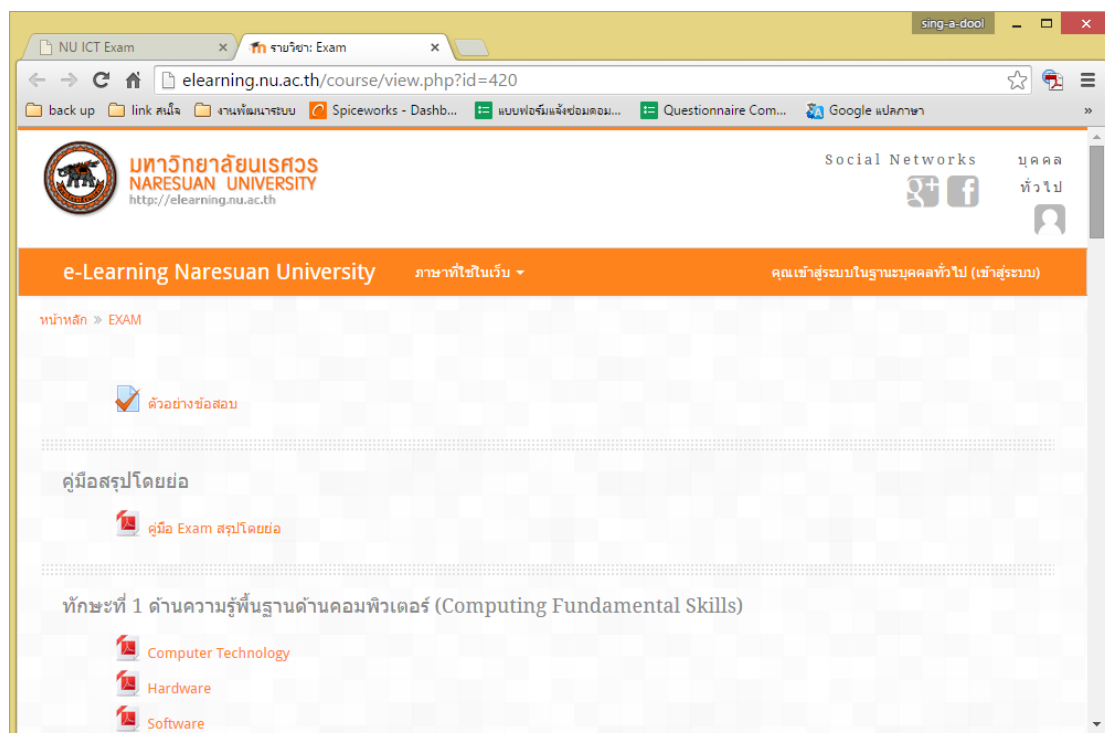 sing-a-dool
NU ICT Exam
รายวิชา: Exam
elearning.nu.ac.th/course/view.php?id=420
back up
link สนใจ
งานพัฒนาระบบ
Spiceworks - Dashb...
แบบฟอร์มแจ้งซ่อมคอม...
Questionnaire Com...
Google แปลภาษา
»
มหาวิทยาลัยนเรศวร
NARESUAN UNIVERSITY
http://elearning.nu.ac.th
Social Networks
บุคคล
ทั่วไป
e-Learning Naresuan University
ภาษาที่ใช้ในเว็บ
คุณเข้าสู่ระบบในฐานะบุคคลทั่วไป (เข้าสู่ระบบ)
หน้าหลัก » EXAM
ตัวอย่างข้อสอบ
คู่มือสรุปโดยย่อ
คู่มือ Exam สรุปโดยย่อ
ทักษะที่ 1 ด้านความรู้พื้นฐานด้านคอมพิวเตอร์ (Computing Fundamental Skills)
Computer Technology
Hardware
Software